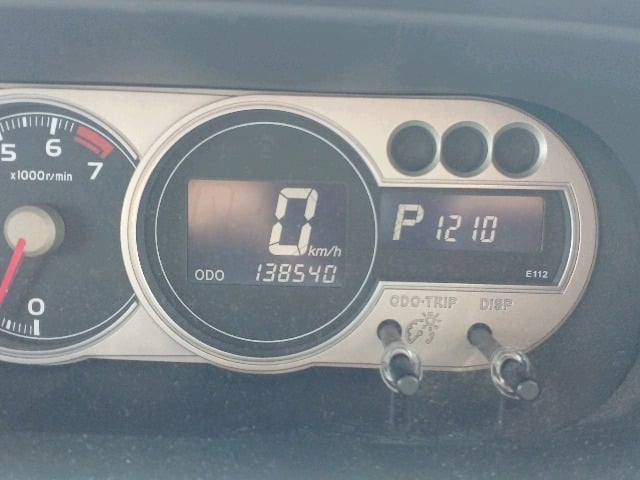 5 6 7
x1000r/min
0
0 km/h
ODO 138540
P 1210
E112
ODO·TRIP DISP